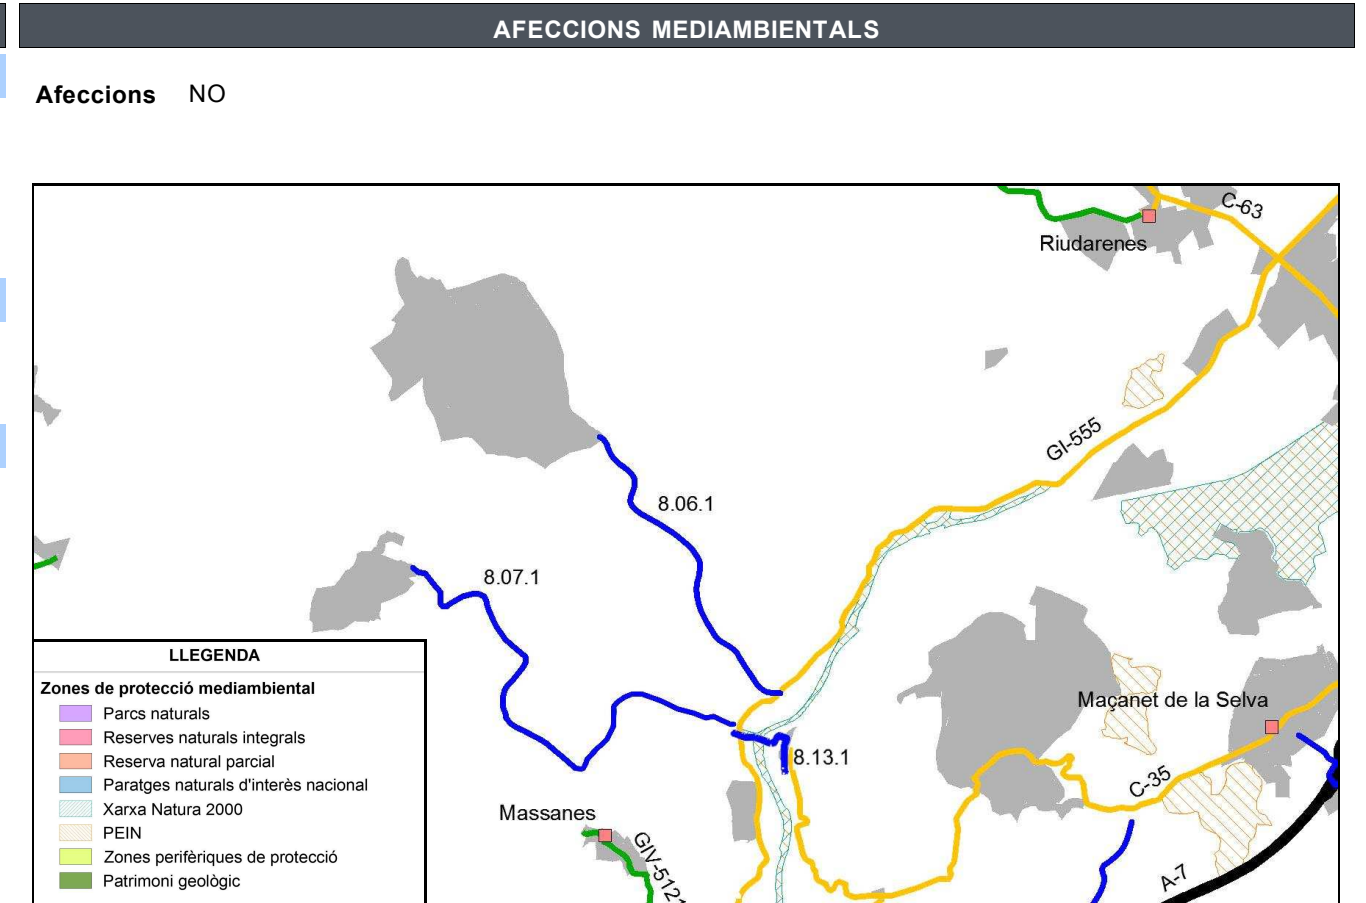 AFECCIONS MEDIAMBIENTALS
Afeccions NO
C-63
Riudarenes
GI-555
8.06.1
8.07.1
Maçanet de la Selva
8.13.1
C-35
Massanes
GIV-5121
A-7
LLEGENDA
Zones de protecció mediambiental
Parcs naturals
Reserves naturals integrals
Reserva natural parcial
Paratges naturals d'interès nacional
Xarxa Natura 2000
PEIN
Zones perifèriques de protecció
Patrimoni geològic